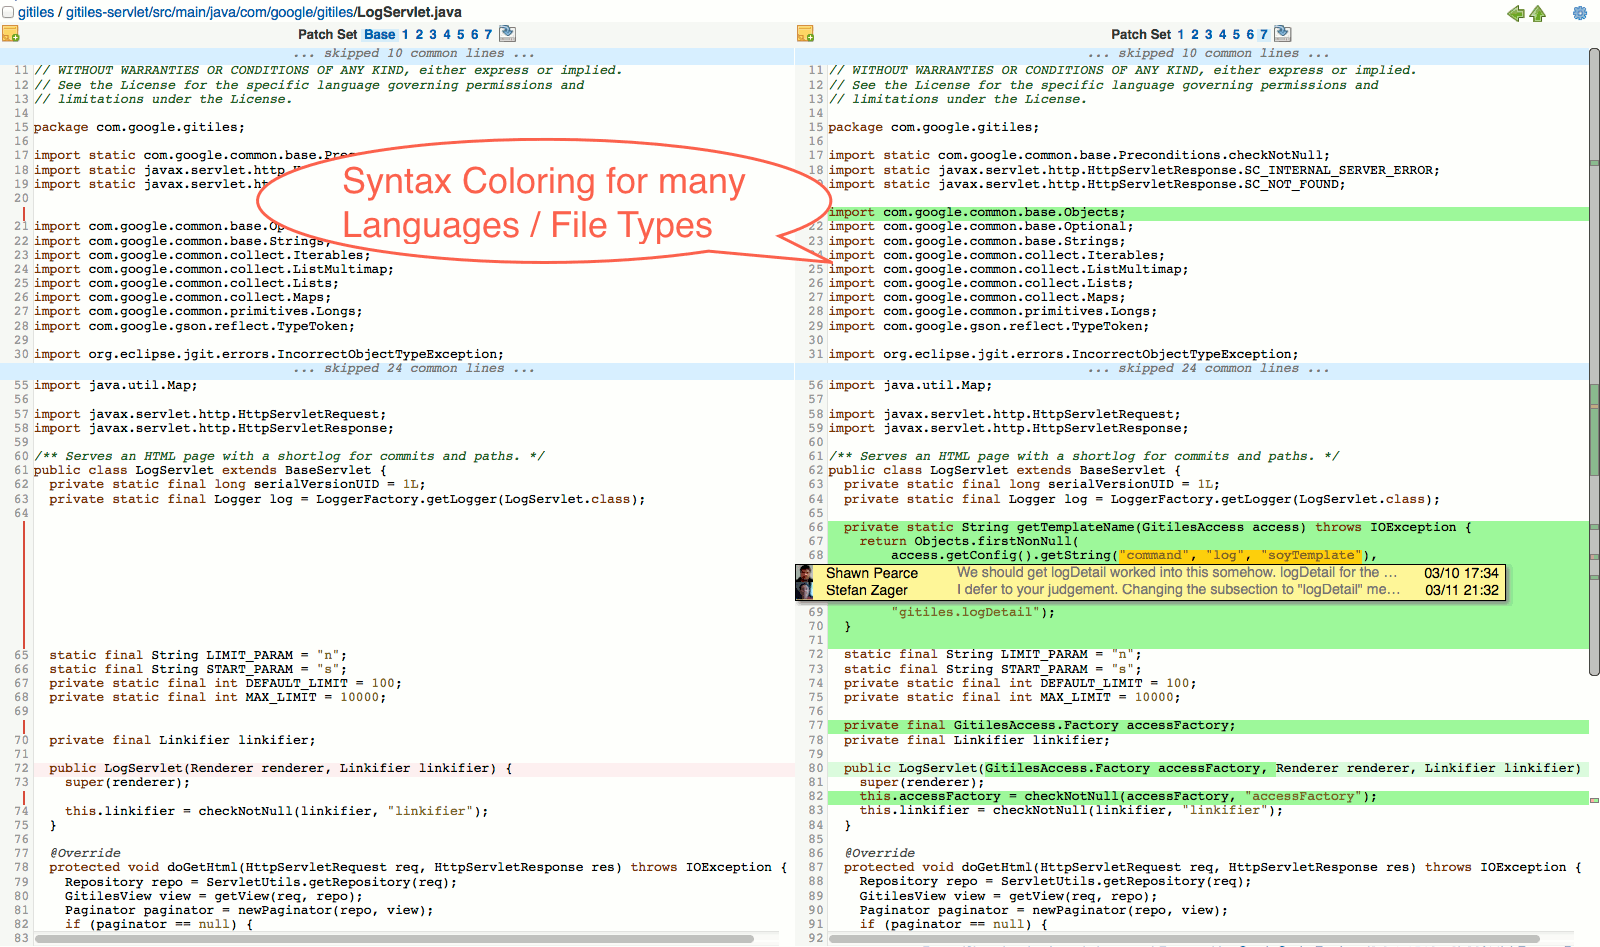 gitiles / gitiles-servlet/src/main/java/com/google/gitiles/LogServlet.java
Patch Set Base 1 2 3 4 5 6 7
... skipped 10 common lines ...
11 // WITHOUT WARRANTIES OR CONDITIONS OF ANY KIND, either express or implied.
12 // See the License for the specific language governing permissions and
13 // limitations under the License.
14
15 package com.google.gitiles;
16
17 import static com.google.common.base.Pre
18 import static javax.servlet.http.H
19 import static javax.servlet.ht
20
21 import com.google.common.base.Op
22 import com.google.common.base.Strings;
23 import com.google.common.collect.Iterables;
24 import com.google.common.collect.ListMultimap;
25 import com.google.common.collect.Lists;
26 import com.google.common.collect.Maps;
27 import com.google.common.primitives.Longs;
28 import com.google.gson.reflect.TypeToken;
29
30 import org.eclipse.jgit.errors.IncorrectObjectTypeException;
... skipped 24 common lines ...
55 import java.util.Map;
56
57 import javax.servlet.http.HttpServletRequest;
58 import javax.servlet.http.HttpServletResponse;
59
60 /** Serves an HTML page with a shortlog for commits and paths. */
61 public class LogServlet extends BaseServlet {
62 private static final long serialVersionUID = 1L;
63 private static final Logger log = LoggerFactory.getLogger(LogServlet.class);
64
65 static final String LIMIT_PARAM = "n";
66 static final String START_PARAM = "s";
67 private static final int DEFAULT_LIMIT = 100;
68 private static final int MAX_LIMIT = 10000;
69
70 private final Linkifier linkifier;
71
72 public LogServlet(Renderer renderer, Linkifier linkifier) {
73 super(renderer);
74 this.linkifier = checkNotNull(linkifier, "linkifier");
75 }
76
77 @Override
78 protected void doGetHtml(HttpServletRequest req, HttpServletResponse res) throws IOException {
79 Repository repo = ServletUtils.getRepository(req);
80 GitilesView view = getView(req, repo);
81 Paginator paginator = newPaginator(repo, view);
82 if (paginator == null) {
83
Syntax Coloring for many
Languages / File Types
Patch Set 1 2 3 4 5 6 7
... skipped 10 common lines ...
11 // WITHOUT WARRANTIES OR CONDITIONS OF ANY KIND, either express or implied.
12 // See the License for the specific language governing permissions and
13 // limitations under the License.
14
15 package com.google.gitiles;
16
17 import static com.google.common.base.Preconditions.checkNotNull;
18 import static javax.servlet.http.HttpServletResponse.SC_INTERNAL_SERVER_ERROR;
import static javax.servlet.http.HttpServletResponse.SC_NOT_FOUND;
import com.google.common.base.Objects;
22 import com.google.common.base.Optional;
23 import com.google.common.base.Strings;
import com.google.common.collect.Iterables;
25 import com.google.common.collect.ListMultimap;
26 import com.google.common.collect.Lists;
27 import com.google.common.collect.Maps;
28 import com.google.common.primitives.Longs;
29 import com.google.gson.reflect.TypeToken;
30
31 import org.eclipse.jgit.errors.IncorrectObjectTypeException;
... skipped 24 common lines ...
56 import java.util.Map;
57
58 import javax.servlet.http.HttpServletRequest;
59 import javax.servlet.http.HttpServletResponse;
60
61 /** Serves an HTML page with a shortlog for commits and paths. */
62 public class LogServlet extends BaseServlet {
63 private static final long serialVersionUID = 1L;
64 private static final Logger log = LoggerFactory.getLogger(LogServlet.class);
65
66 private static String getTemplateName(GitilesAccess access) throws IOException {
67 return Objects.firstNonNull(
68 access.getConfig().getString("command", "log", "soyTemplate"),
Shawn Pearce We should get logDetail worked into this somehow. logDetail for the ... 03/10 17:34
Stefan Zager I defer to your judgement. Changing the subsection to "logDetail" me... 03/11 21:32
69 "gitiles.logDetail");
70 }
71
72 static final String LIMIT_PARAM = "n";
73 static final String START_PARAM = "s";
74 private static final int DEFAULT_LIMIT = 100;
75 private static final int MAX_LIMIT = 10000;
76
77 private final GitilesAccess.Factory accessFactory;
78 private final Linkifier linkifier;
79
80 public LogServlet(GitilesAccess.Factory accessFactory, Renderer renderer, Linkifier linkifier)
81 super(renderer);
82 this.accessFactory = checkNotNull(accessFactory, "accessFactory");
83 this.linkifier = checkNotNull(linkifier, "linkifier");
84 }
85
86 @Override
87 protected void doGetHtml(HttpServletRequest req, HttpServletResponse res) throws IOException {
88 Repository repo = ServletUtils.getRepository(req);
89 GitilesView view = getView(req, repo);
90 Paginator paginator = newPaginator(repo, view);
91 if (paginator == null) {
92